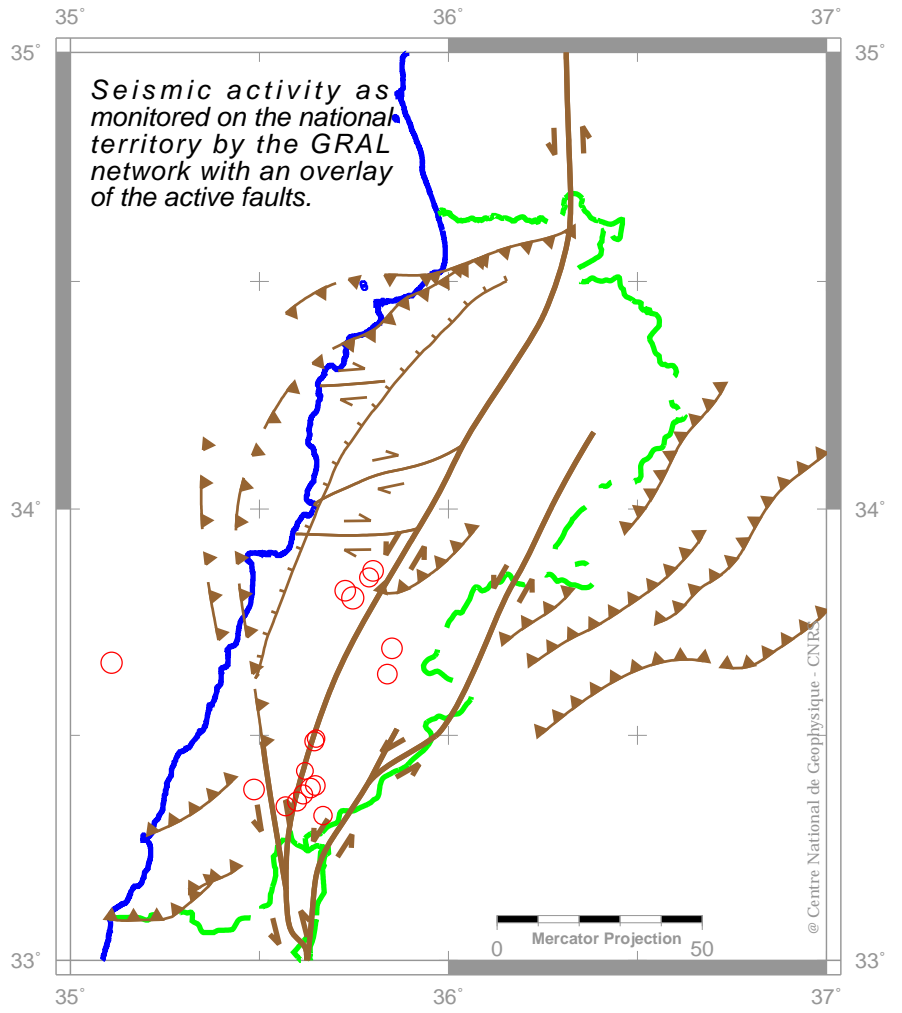 35°
36°
37°
35°
35°
Seismic activity as
monitored on the national
territory by the GRAL
network with an overlay
of the active faults.
34°
34°
@ Centre National de Geophysique - CNRS
Mercator Projection
0
50
33°
33°
35°
36°
37°